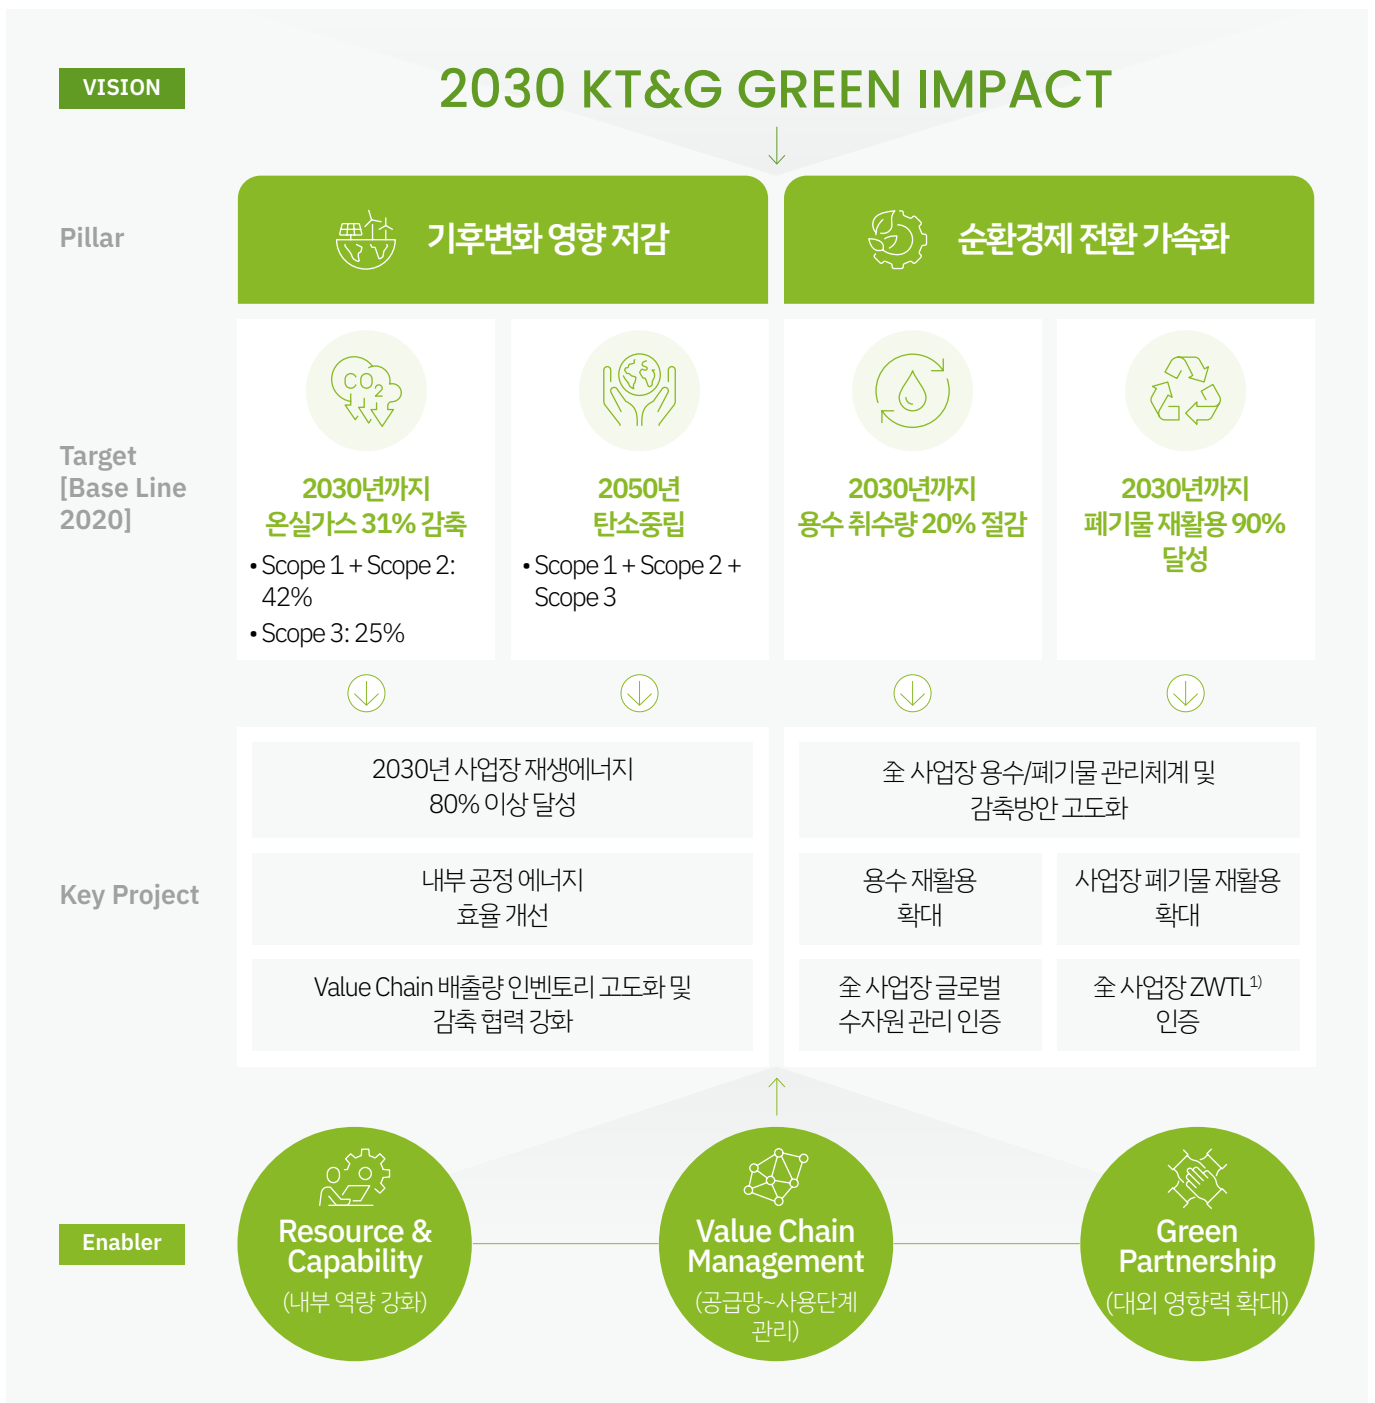 VISION
2030 KT&G GREEN IMPACT
Pillar
기후변화 영향 저감
순환경제 전환 가속화
Target
[Base Line
2020]
CO2
2030년까지
온실가스 31% 감축
• Scope 1 + Scope 2:
42%
• Scope 3: 25%
2050년
탄소중립
• Scope 1 + Scope 2 +
Scope 3
2030년까지
용수 취수량 20% 절감
2030년까지
폐기물 재활용 90%
달성
Key Project
2030년 사업장 재생에너지
80% 이상 달성
내부 공정 에너지
효율 개선
Value Chain 배출량 인벤토리 고도화 및
감축 협력 강화
全 사업장 용수/폐기물 관리체계 및
감축방안 고도화
용수 재활용
확대
사업장 폐기물 재활용
확대
全 사업장 글로벌
수자원 관리 인증
全 사업장 ZWTL1)
인증
Enabler
Resource &
Capability
(내부 역량 강화)
Value Chain
Management
(공급망~사용단계
관리)
Green
Partnership
(대외 영향력 확대)